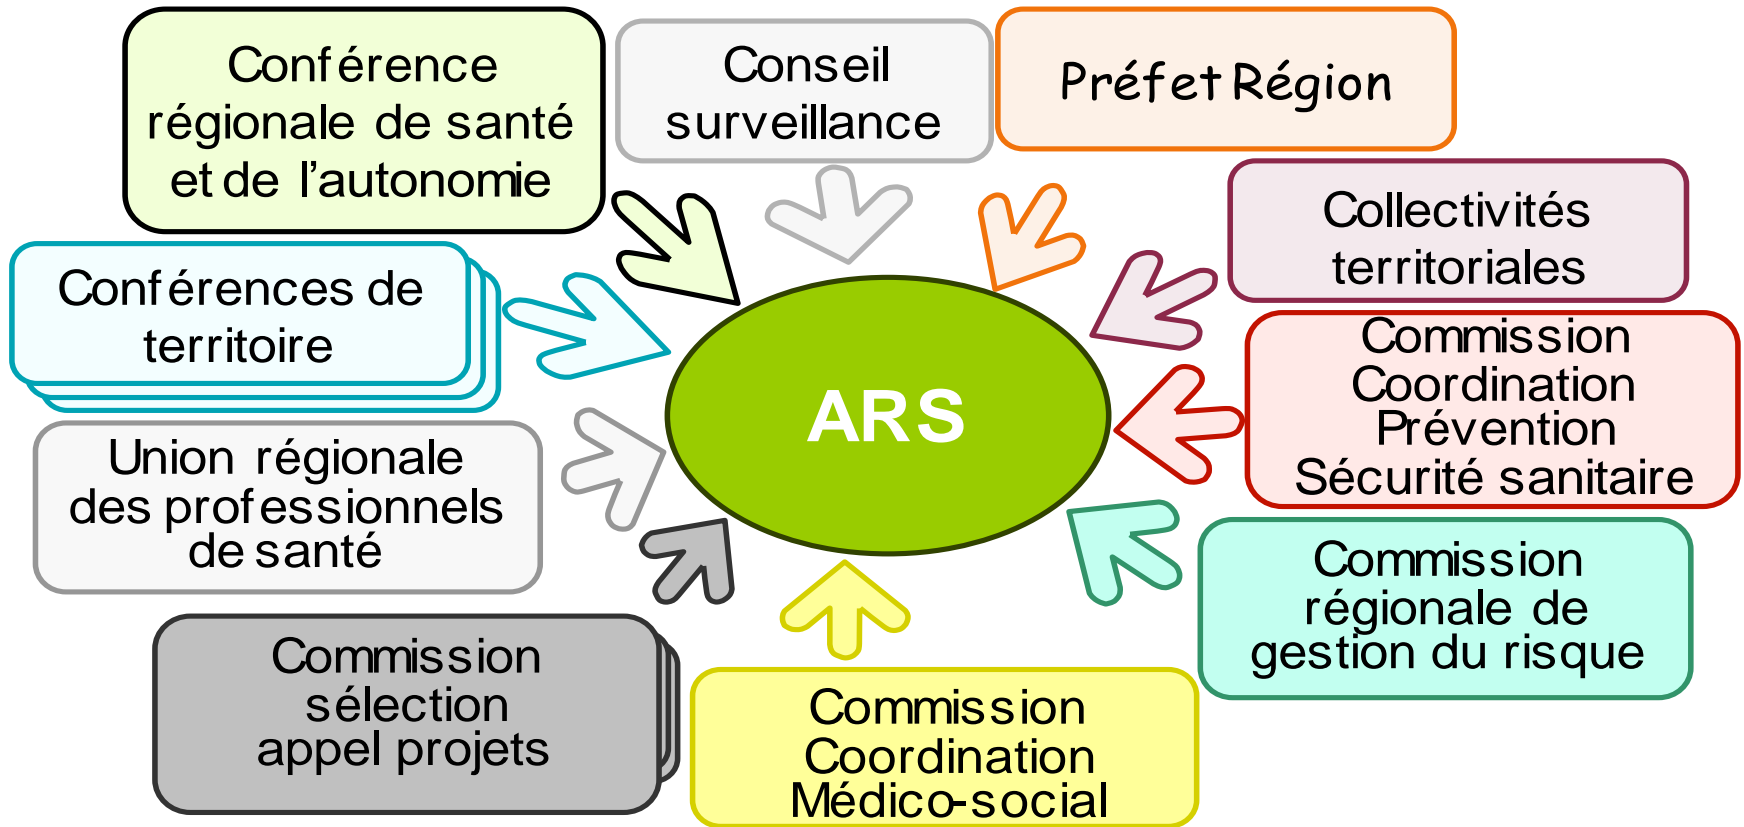 Conférence
régionale de santé
et de l'autonomie
Conseil
surveillance
Préfet Région
Collectivités
territoriales
Conférences de
territoire
Commission
Coordination
Prévention
Sécurité sanitaire
ARS
Union régionale
des professionnels
de santé
Commission
régionale de
gestion du risque
Commission
sélection
appel projets
Commission
Coordination
Médico-social